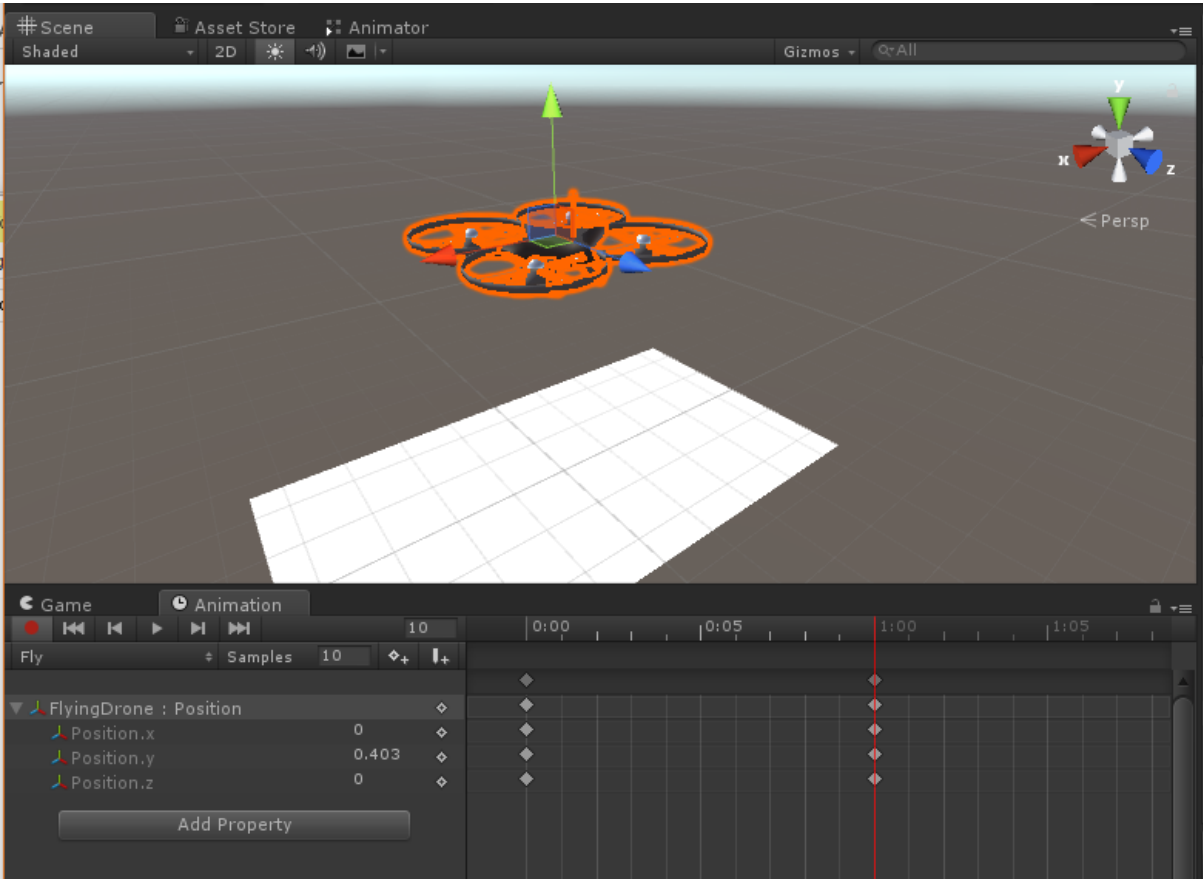 Scene Asset Store Animator
Shaded 2D Gizmos All
y
x
z
Persp
Game Animation
10 0:00 0:05 1:00 1:05
Fly Samples 10
FlyingDrone : Position
Position.x 0
Position.y 0.403
Position.z 0
Add Property